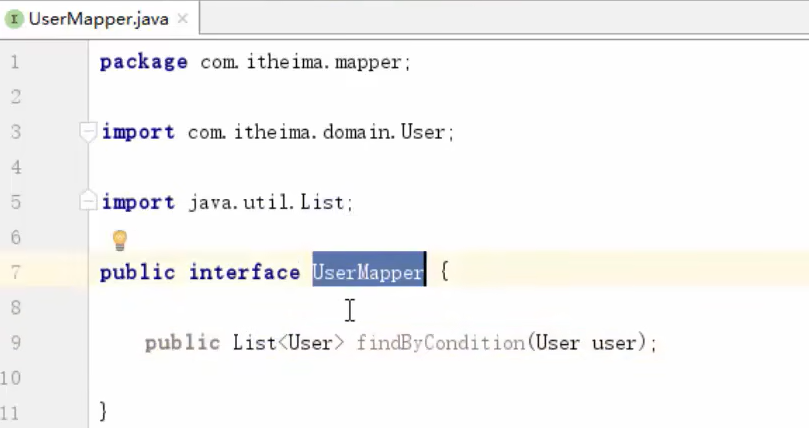 UserMapper.java
1 package com.itheima.mapper;
2
3 import com.itheima.domain.User;
4
5 import java.util.List;
6
7 public interface UserMapper {
8
9 public List<User> findByCondition(User user);
10
11 }